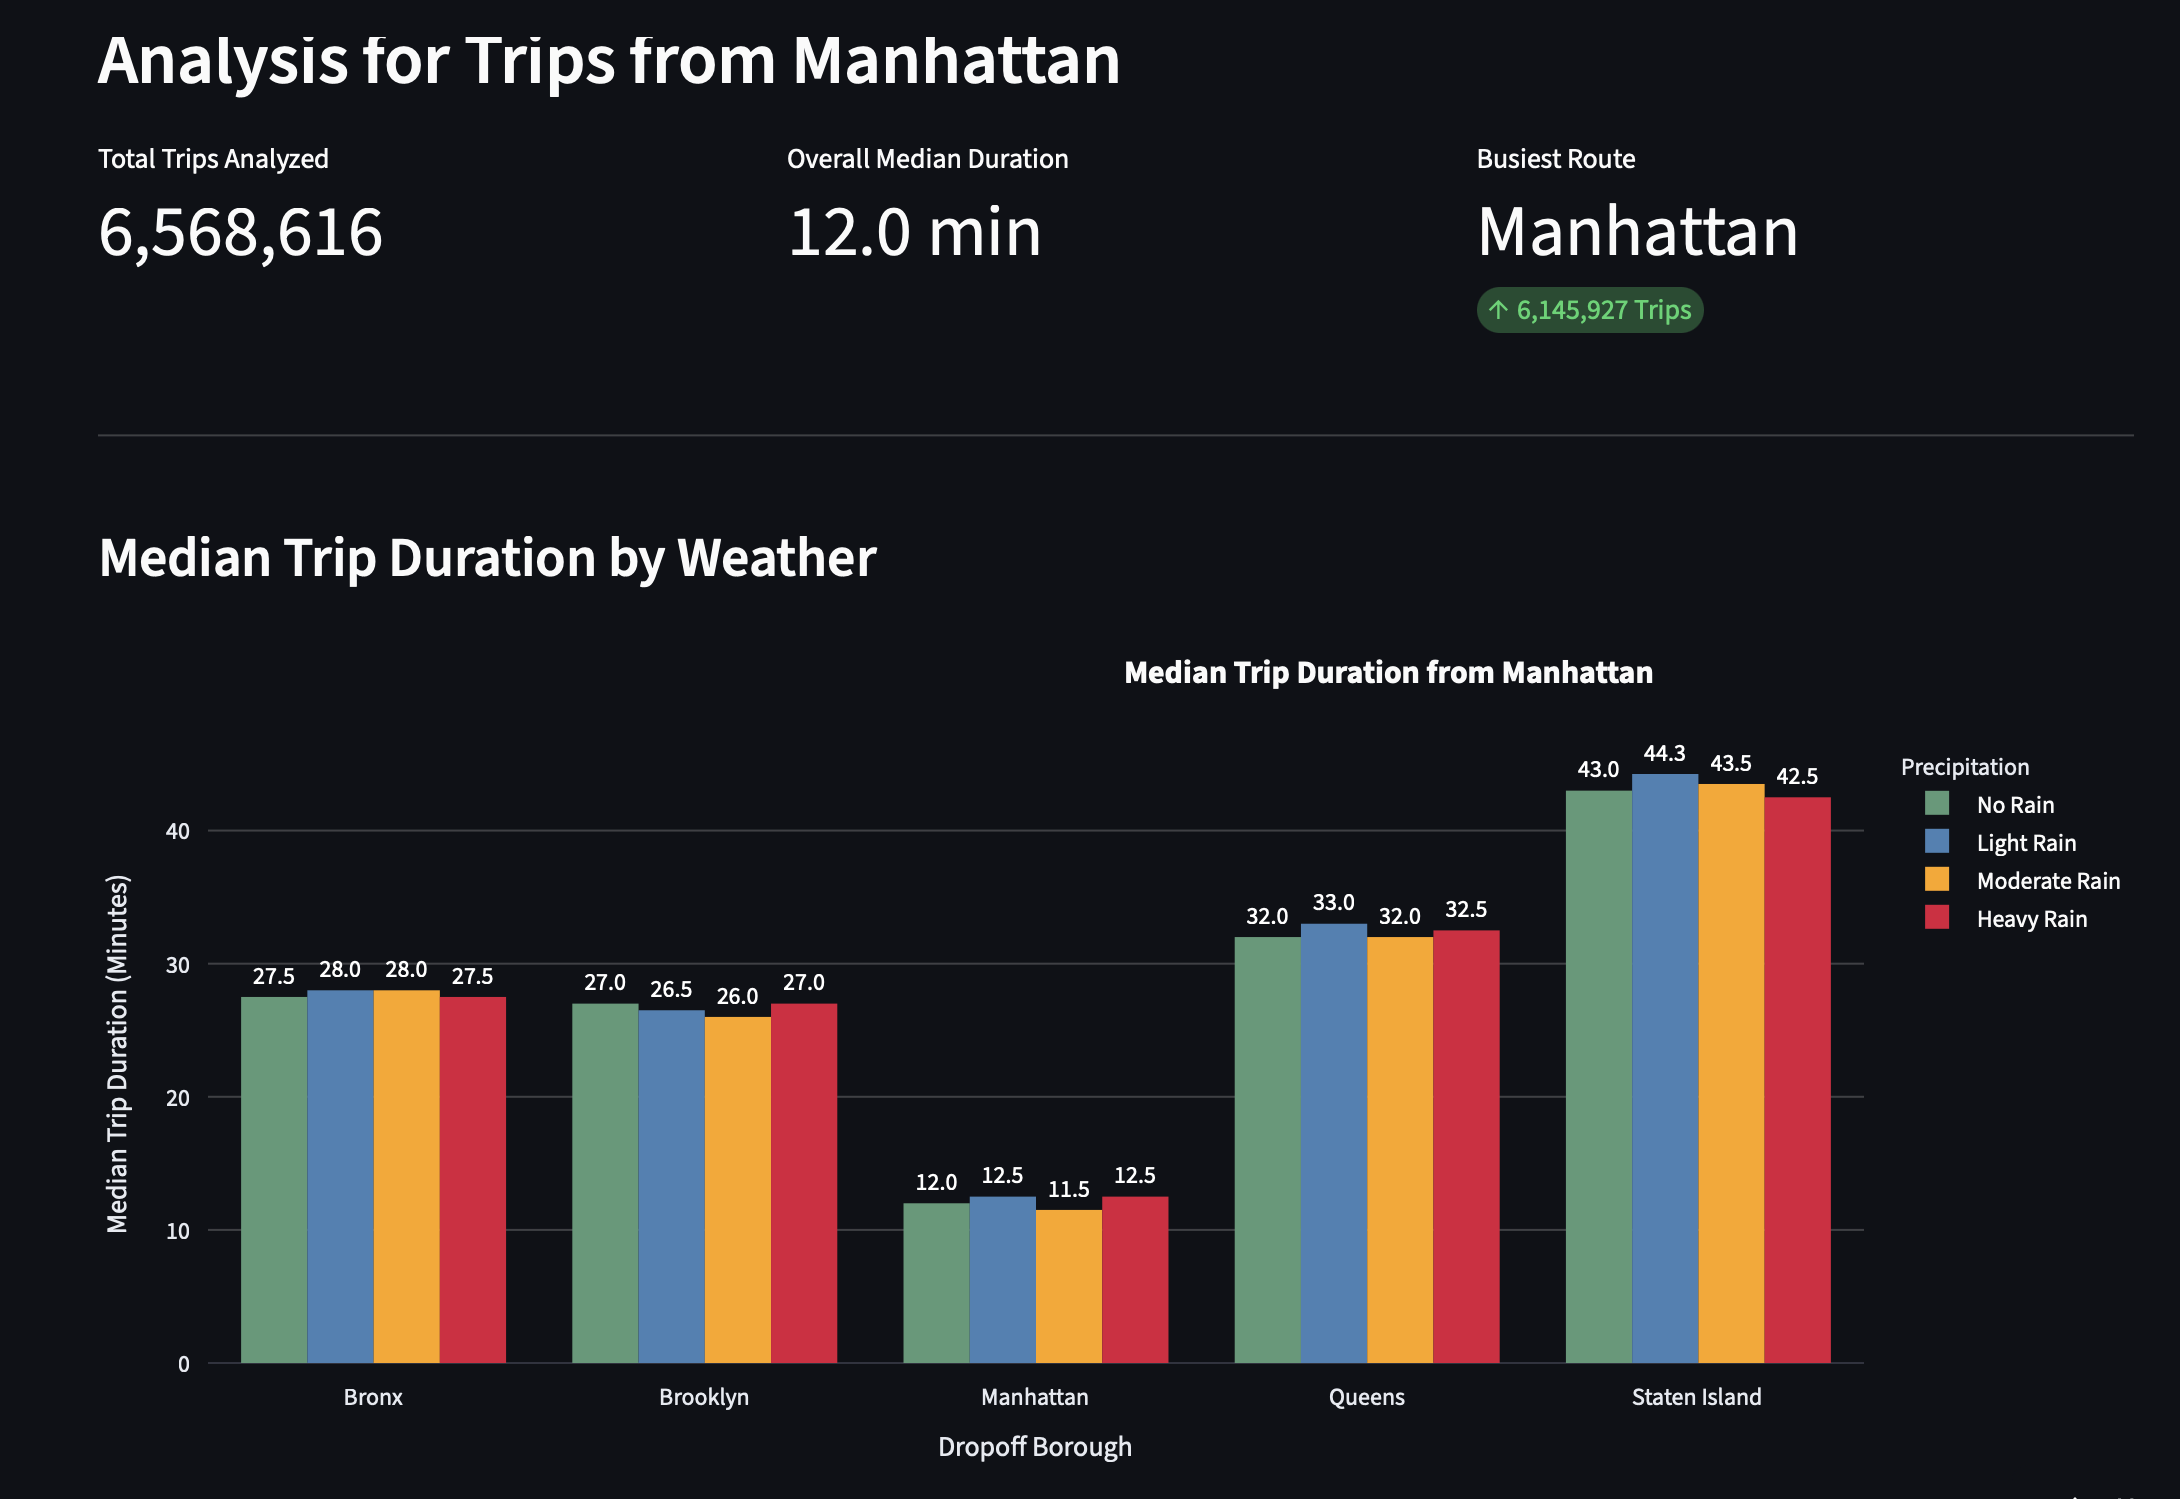 Analysis for Trips from Manhattan
Total Trips Analyzed
6,568,616
Overall Median Duration
12.0 min
Busiest Route
Manhattan
↑ 6,145,927 Trips
Median Trip Duration by Weather
Median Trip Duration from Manhattan
Precipitation
No Rain
Light Rain
Moderate Rain
Heavy Rain
Median Trip Duration (Minutes)
40
30
20
10
0
27.5 28.0 28.0 27.5
27.0 26.5 26.0 27.0
12.0 12.5 11.5 12.5
32.0 33.0 32.0 32.5
43.0 44.3 43.5 42.5
Bronx Brooklyn Manhattan Queens Staten Island
Dropoff Borough